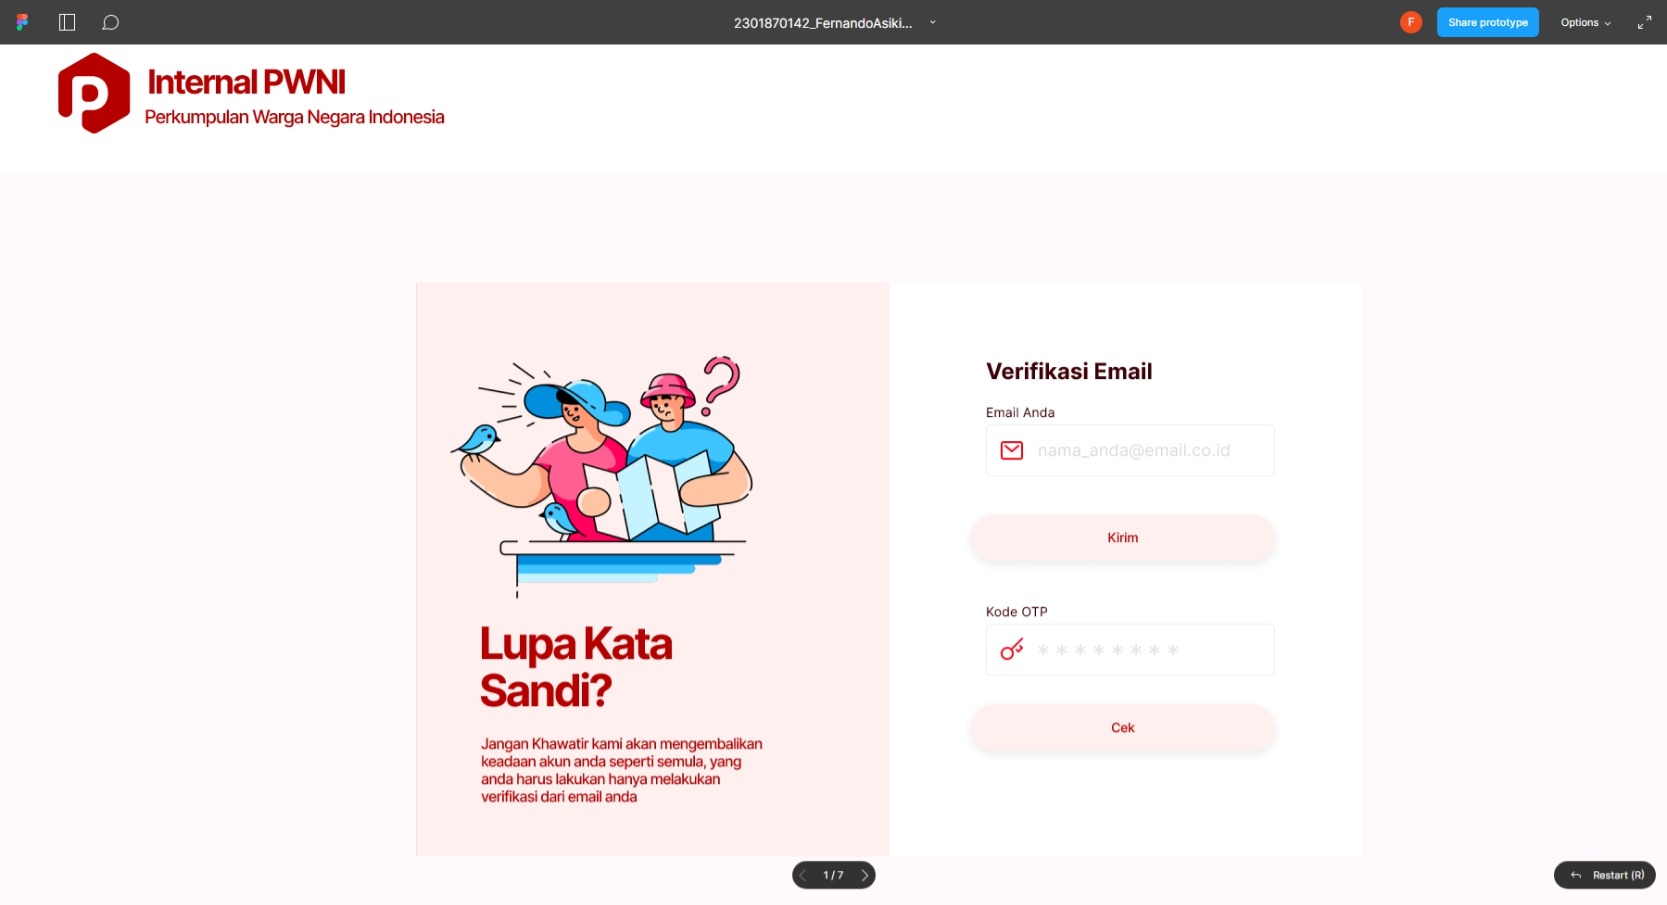 2301870142_FernandoAsiki...
F
Share prototype
Options
Internal PWNI
Perkumpulan Warga Negara Indonesia
Lupa Kata
Sandi?
Jangan Khawatir kami akan mengembalikan
keadaan akun anda seperti semula, yang
anda harus lakukan hanya melakukan
verifikasi dari email anda
Verifikasi Email
Email Anda
nama_anda@email.co.id
Kirim
Kode OTP
* * * * * * * *
Cek
1 / 7
Restart (R)